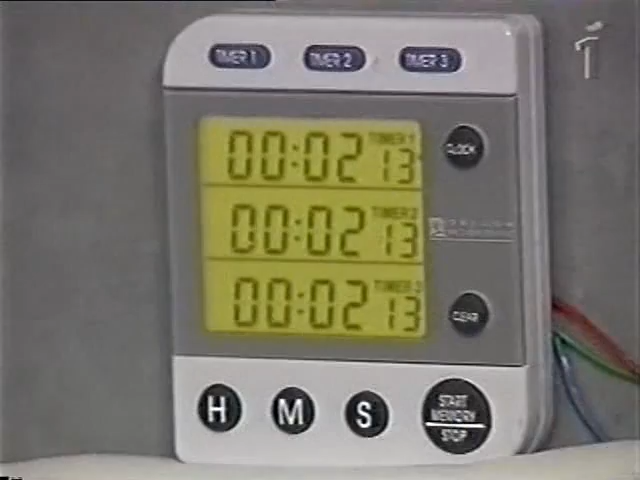 TIMER 1 TIMER 2 TIMER 3
1
TIMER 1
00:02 13
CLOCK
TIMER 2
00:02 13
TIMER 3
00:02 13
CLEAR
H M S
START
MEMORY
STOP